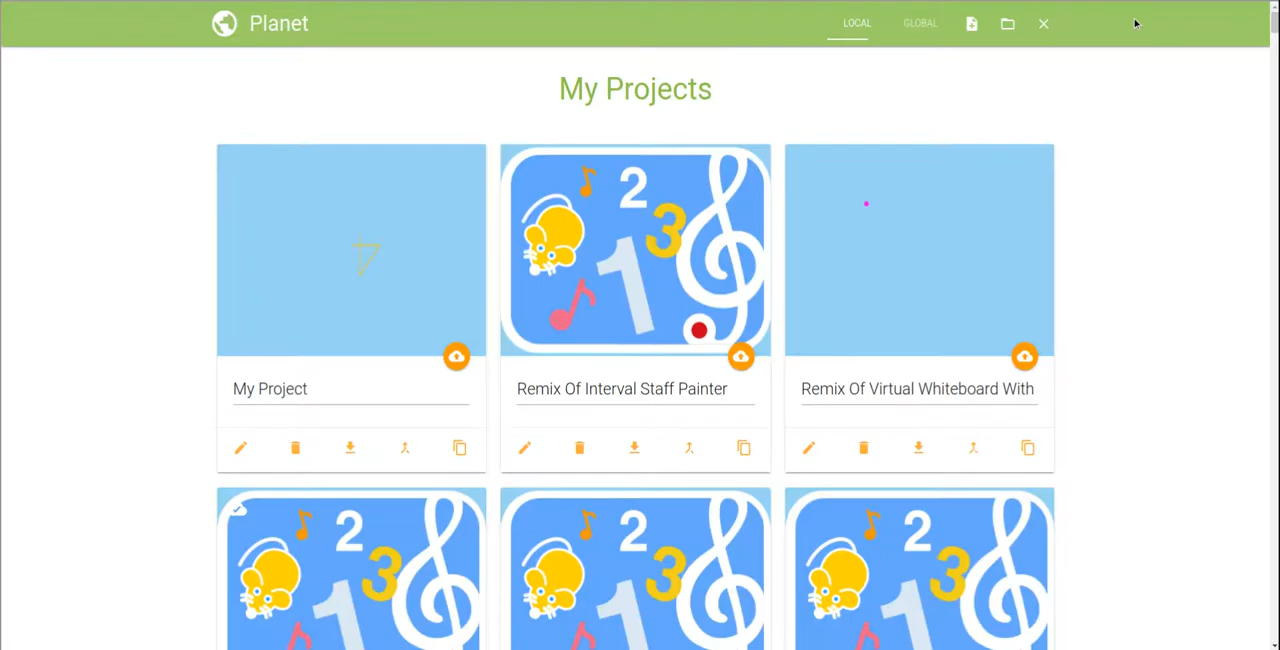 Planet
LOCAL
GLOBAL
My Projects
2
3
1
My Project
Remix Of Interval Staff Painter
Remix Of Virtual Whiteboard With
2
3
1
2
3
1
2
3
1